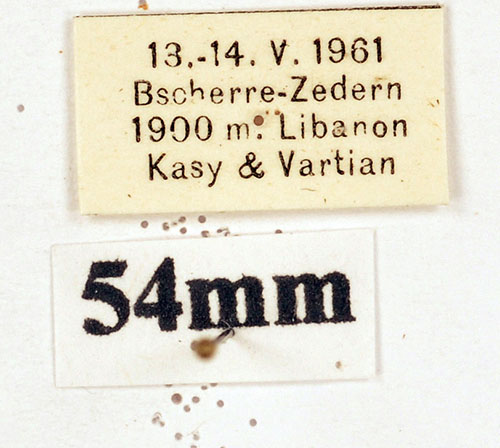 13.-14. V. 1961
Bscherre-Zedern
1900 m. Libanon
Kasy & Vartian
54mm